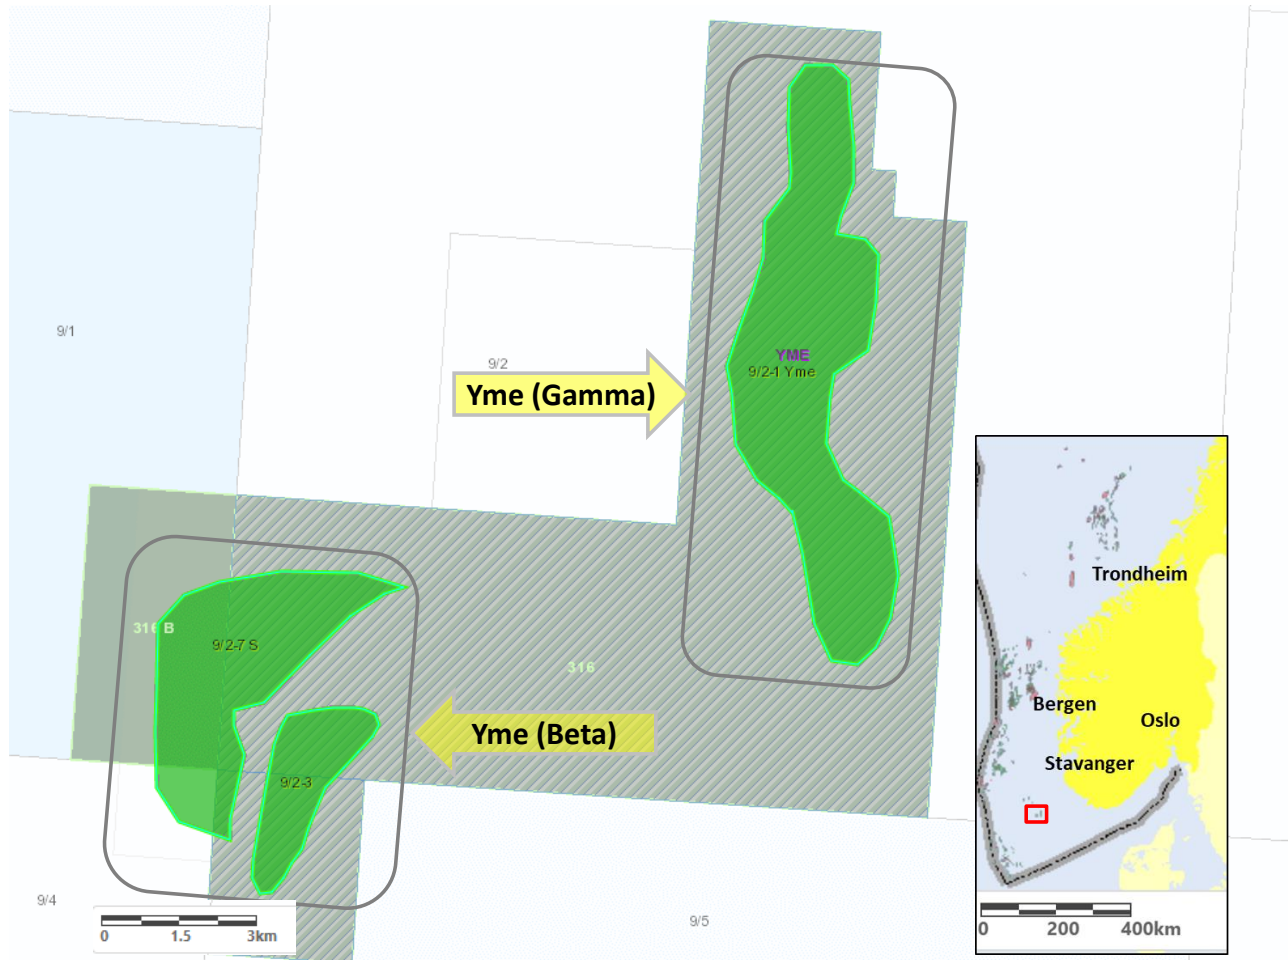 9/1
9/2
YME
9/2-1 Yme
Yme (Gamma)
316 B
9/2-7 S
316
Yme (Beta)
9/2-3
9/4
9/5
0 1.5 3km
Trondheim
Bergen
Oslo
Stavanger
0 200 400km